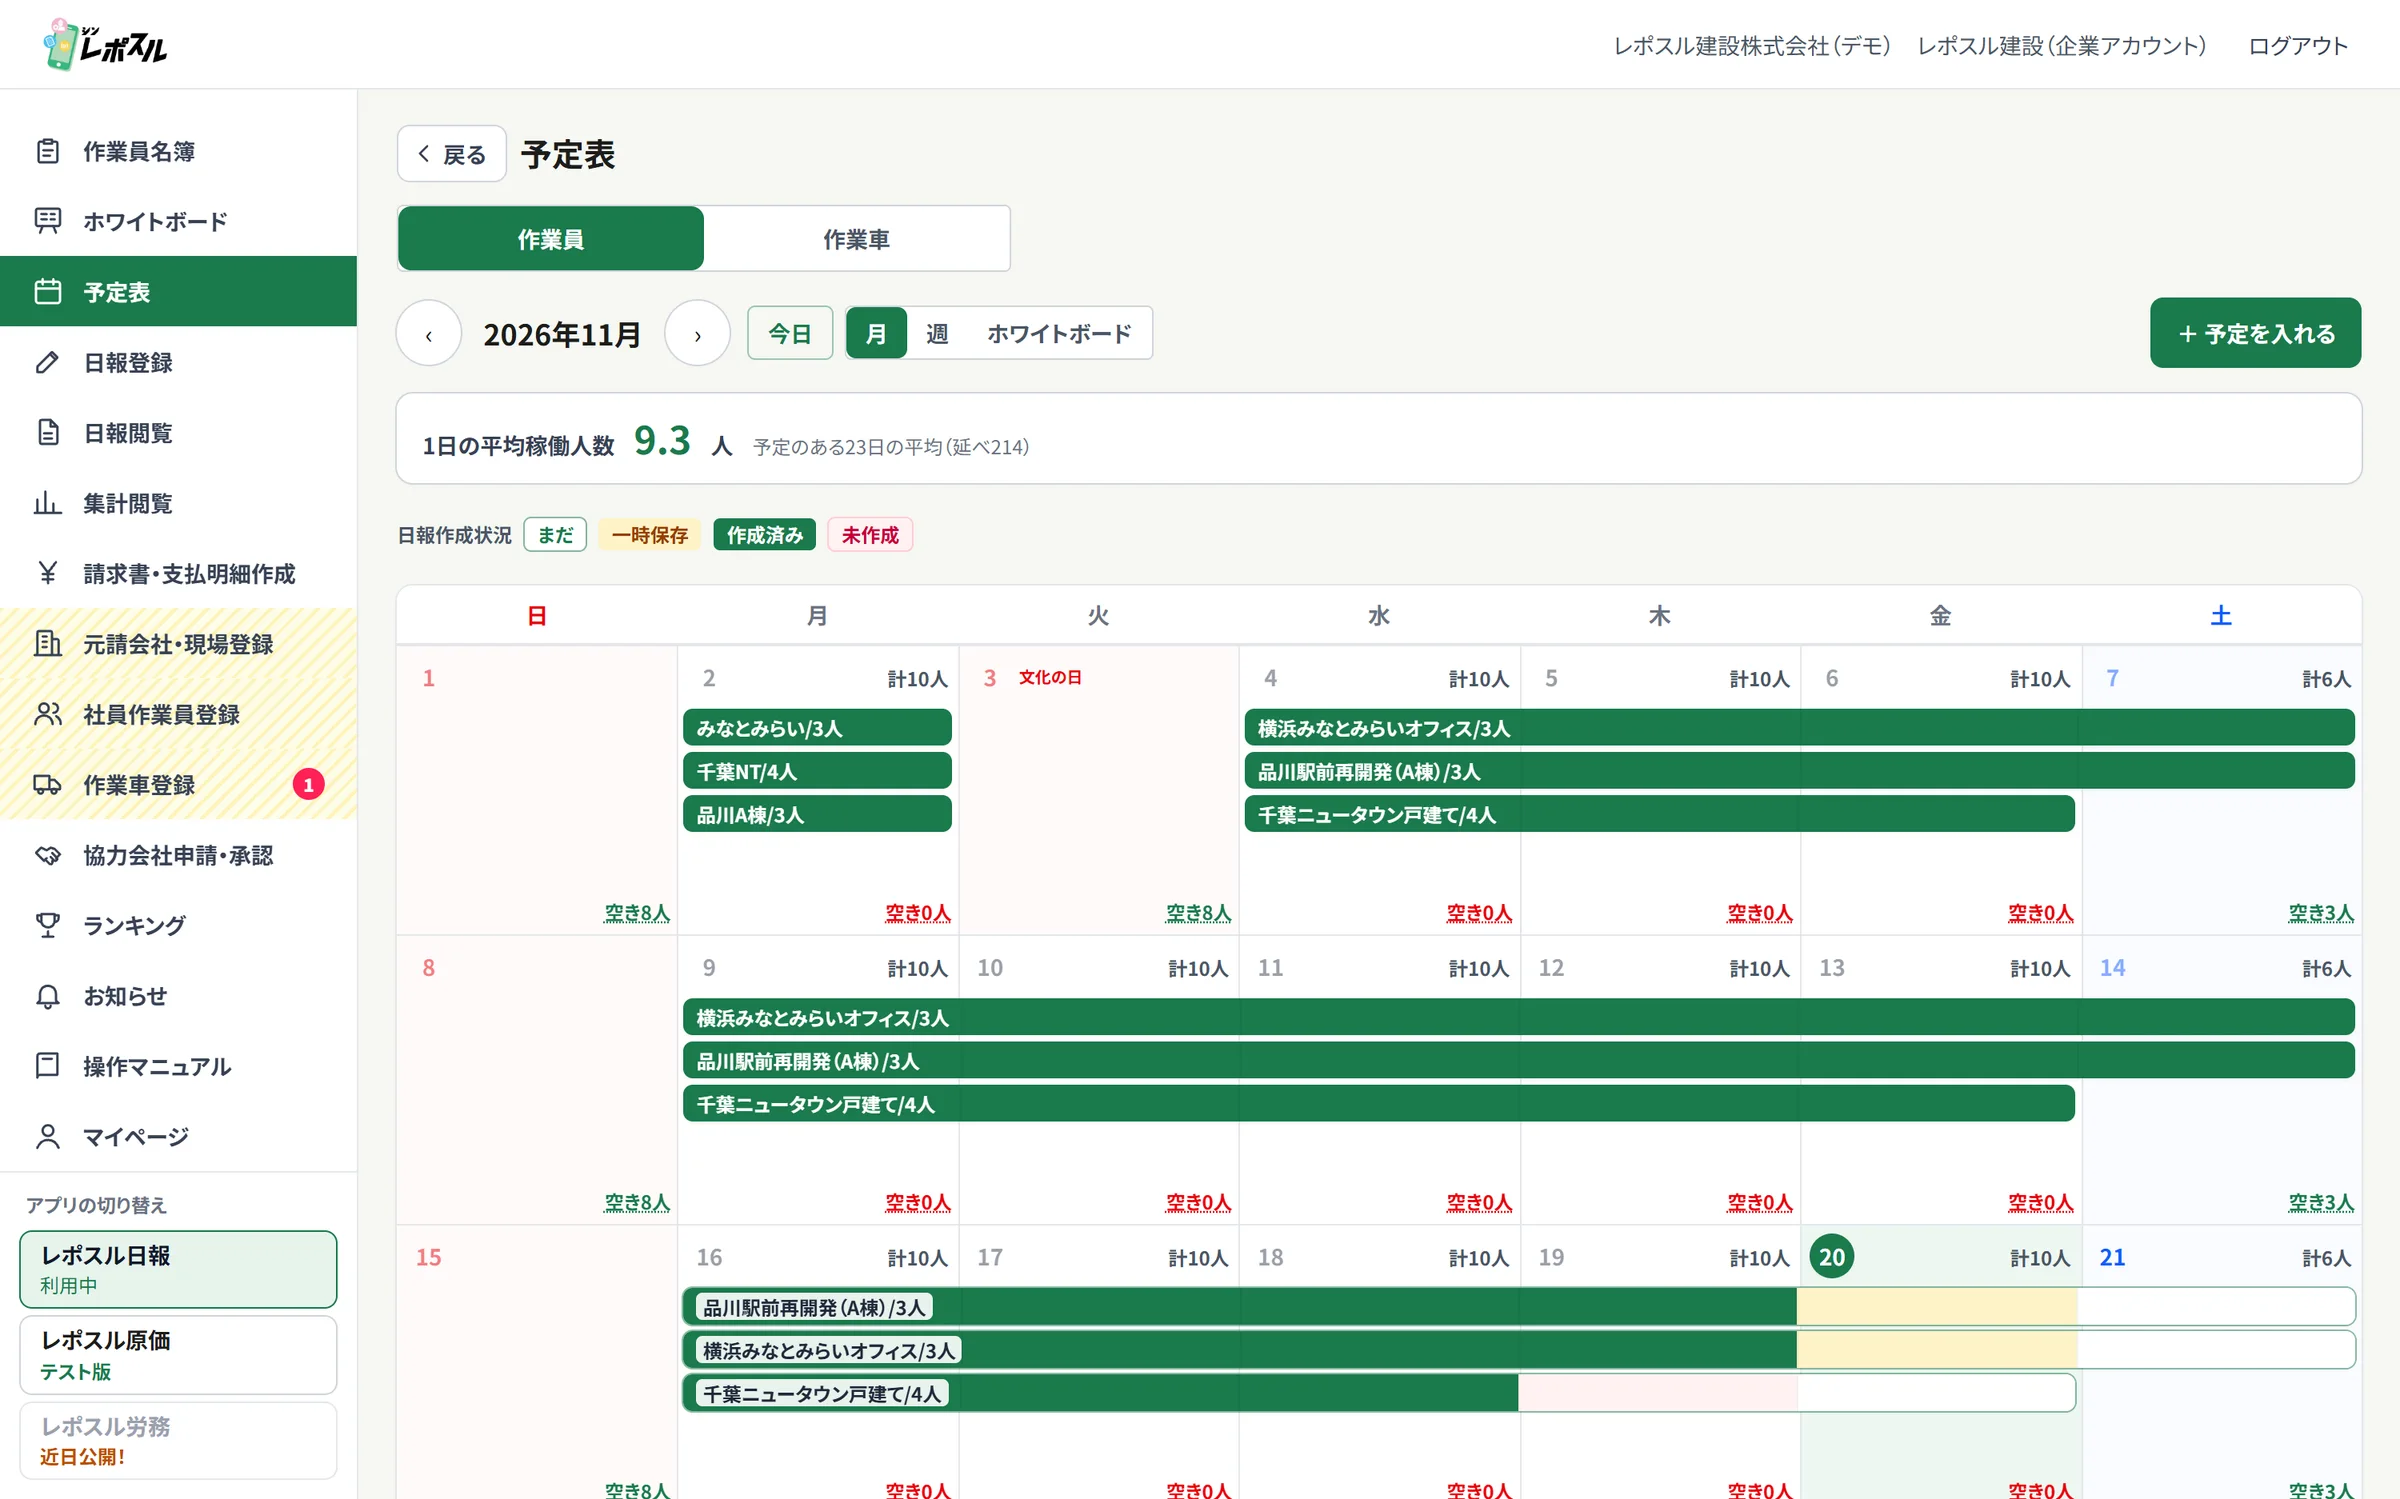 シン
レポスル
レポスル建設株式会社（デモ） レポスル建設（企業アカウント） ログアウト
作業員名簿
ホワイトボード
予定表
日報登録
日報閲覧
集計閲覧
請求書・支払明細作成
元請会社・現場登録
社員作業員登録
作業車登録 1
協力会社申請・承認
ランキング
お知らせ
操作マニュアル
マイページ
アプリの切り替え
レポスル日報
利用中
レポスル原価
テスト版
レポスル労務
近日公開！
戻る 予定表
作業員 作業車
‹ 2026年11月 › 今日 月 週 ホワイトボード ＋ 予定を入れる
1日の平均稼働人数 9.3 人 予定のある23日の平均（延べ214）
日報作成状況 まだ 一時保存 作成済み 未作成
日 月 火 水 木 金 土
1 2 計10人 3 文化の日 4 計10人 5 計10人 6 計10人 7 計6人
みなとみらい/3人 横浜みなとみらいオフィス/3人
千葉NT/4人 品川駅前再開発（A棟）/3人
品川A棟/3人 千葉ニュータウン戸建て/4人
空き8人 空き0人 空き8人 空き0人 空き0人 空き0人 空き3人
8 9 計10人 10 計10人 11 計10人 12 計10人 13 計10人 14 計6人
横浜みなとみらいオフィス/3人
品川駅前再開発（A棟）/3人
千葉ニュータウン戸建て/4人
空き8人 空き0人 空き0人 空き0人 空き0人 空き0人 空き3人
15 16 計10人 17 計10人 18 計10人 19 計10人 20 計10人 21 計6人
品川駅前再開発（A棟）/3人
横浜みなとみらいオフィス/3人
千葉ニュータウン戸建て/4人
空き8人 空き0人 空き0人 空き0人 空き0人 空き0人 空き3人